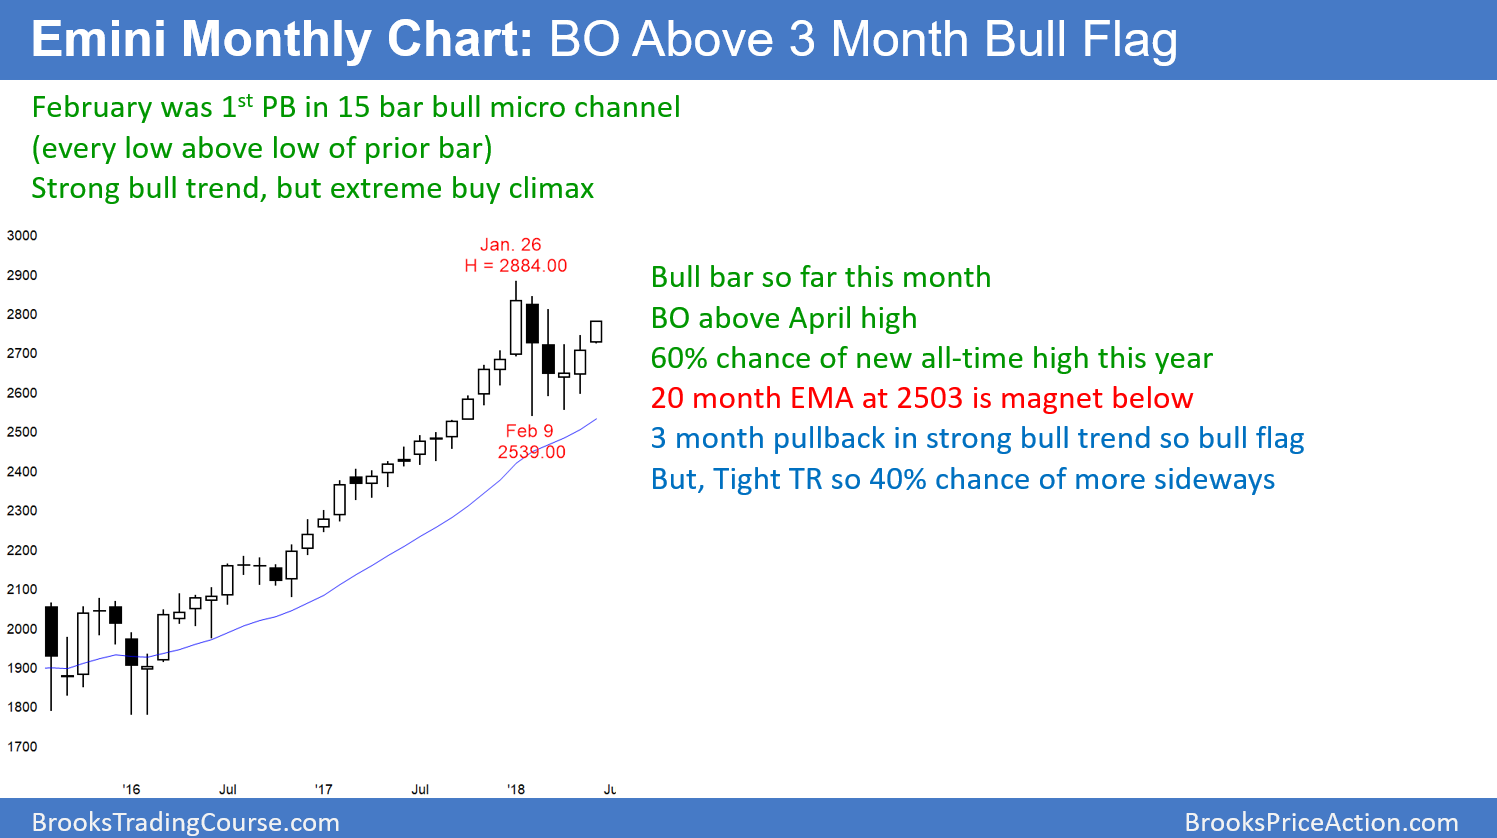 Emini Monthly Chart: BO Above 3 Month Bull Flag
February was 1st PB in 15 bar bull micro channel
(every low above low of prior bar)
Strong bull trend, but extreme buy climax
3000
2900
2800
2700
2600
2500
2400
2300
2200
2100
2000
1900
1800
1700
Jan. 26
H = 2884.00
Feb 9
2539.00
'16
Jul
'17
Jul
'18
Bull bar so far this month
BO above April high
60% chance of new all-time high this year
20 month EMA at 2503 is magnet below
3 month pullback in strong bull trend so bull flag
But, Tight TR so 40% chance of more sideways
BrooksTradingCourse.com
BrooksPriceAction.com